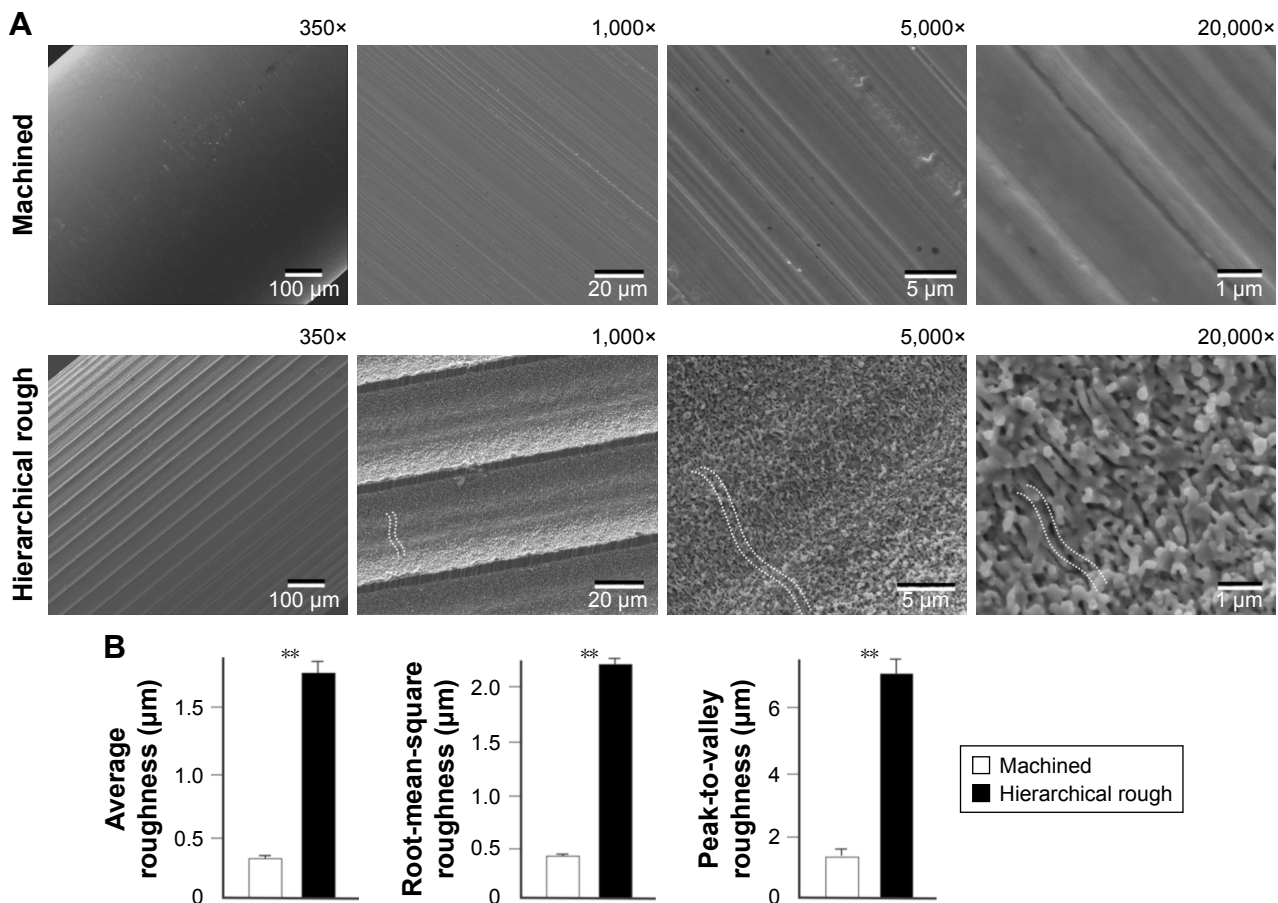 A
350×
1,000×
5,000×
20,000×
Machined
100 µm
20 µm
5 µm
1 µm
350×
1,000×
5,000×
20,000×
Hierarchical rough
100 µm
20 µm
5 µm
1 µm
B
Average
roughness (µm)
1.5
1.0
0.5
0
**
Root-mean-square
roughness (µm)
2.0
1.5
1.0
0.5
0
**
Peak-to-valley
roughness (µm)
6
4
2
0
**
Machined
Hierarchical rough